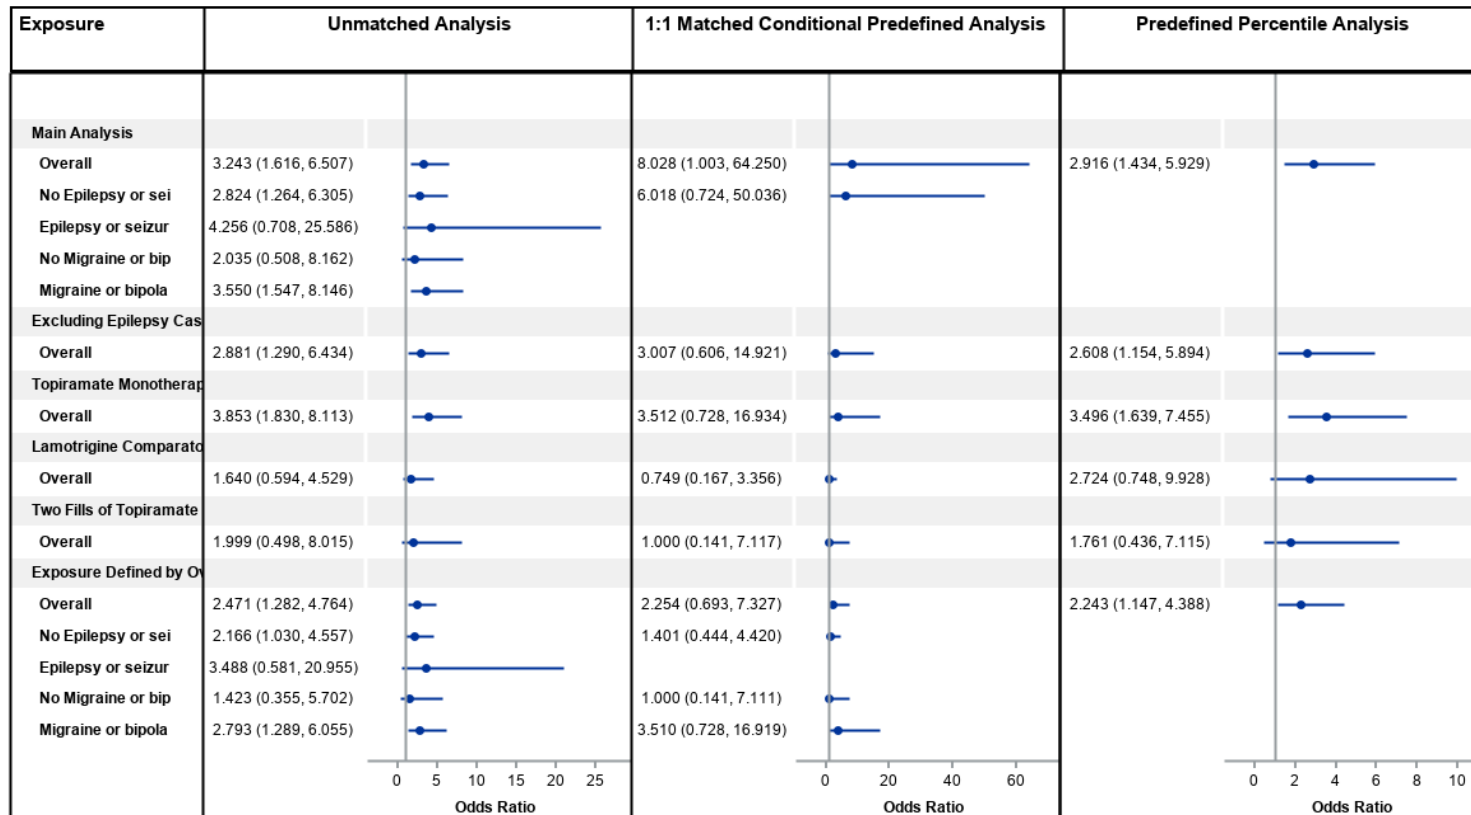 Exposure Unmatched Analysis 1:1 Matched Conditional Predefined Analysis Predefined Percentile Analysis
Main Analysis
Overall 3.243 (1.616, 6.507) 8.028 (1.003, 64.250) 2.916 (1.434, 5.929)
No Epilepsy or sei 2.824 (1.264, 6.305) 6.018 (0.724, 50.036)
Epilepsy or seizur 4.256 (0.708, 25.586)
No Migraine or bip 2.035 (0.508, 8.162)
Migraine or bipola 3.550 (1.547, 8.146)
Excluding Epilepsy Cas
Overall 2.881 (1.290, 6.434) 3.007 (0.606, 14.921) 2.608 (1.154, 5.894)
Topiramate Monotherap
Overall 3.853 (1.830, 8.113) 3.512 (0.728, 16.934) 3.496 (1.639, 7.455)
Lamotrigine Comparato
Overall 1.640 (0.594, 4.529) 0.749 (0.167, 3.356) 2.724 (0.748, 9.928)
Two Fills of Topiramate
Overall 1.999 (0.498, 8.015) 1.000 (0.141, 7.117) 1.761 (0.436, 7.115)
Exposure Defined by Ov
Overall 2.471 (1.282, 4.764) 2.254 (0.693, 7.327) 2.243 (1.147, 4.388)
No Epilepsy or sei 2.166 (1.030, 4.557) 1.401 (0.444, 4.420)
Epilepsy or seizur 3.488 (0.581, 20.955)
No Migraine or bip 1.423 (0.355, 5.702) 1.000 (0.141, 7.111)
Migraine or bipola 2.793 (1.289, 6.055) 3.510 (0.728, 16.919)
0 5 10 15 20 25 0 20 40 60 0 2 4 6 8 10
Odds Ratio Odds Ratio Odds Ratio